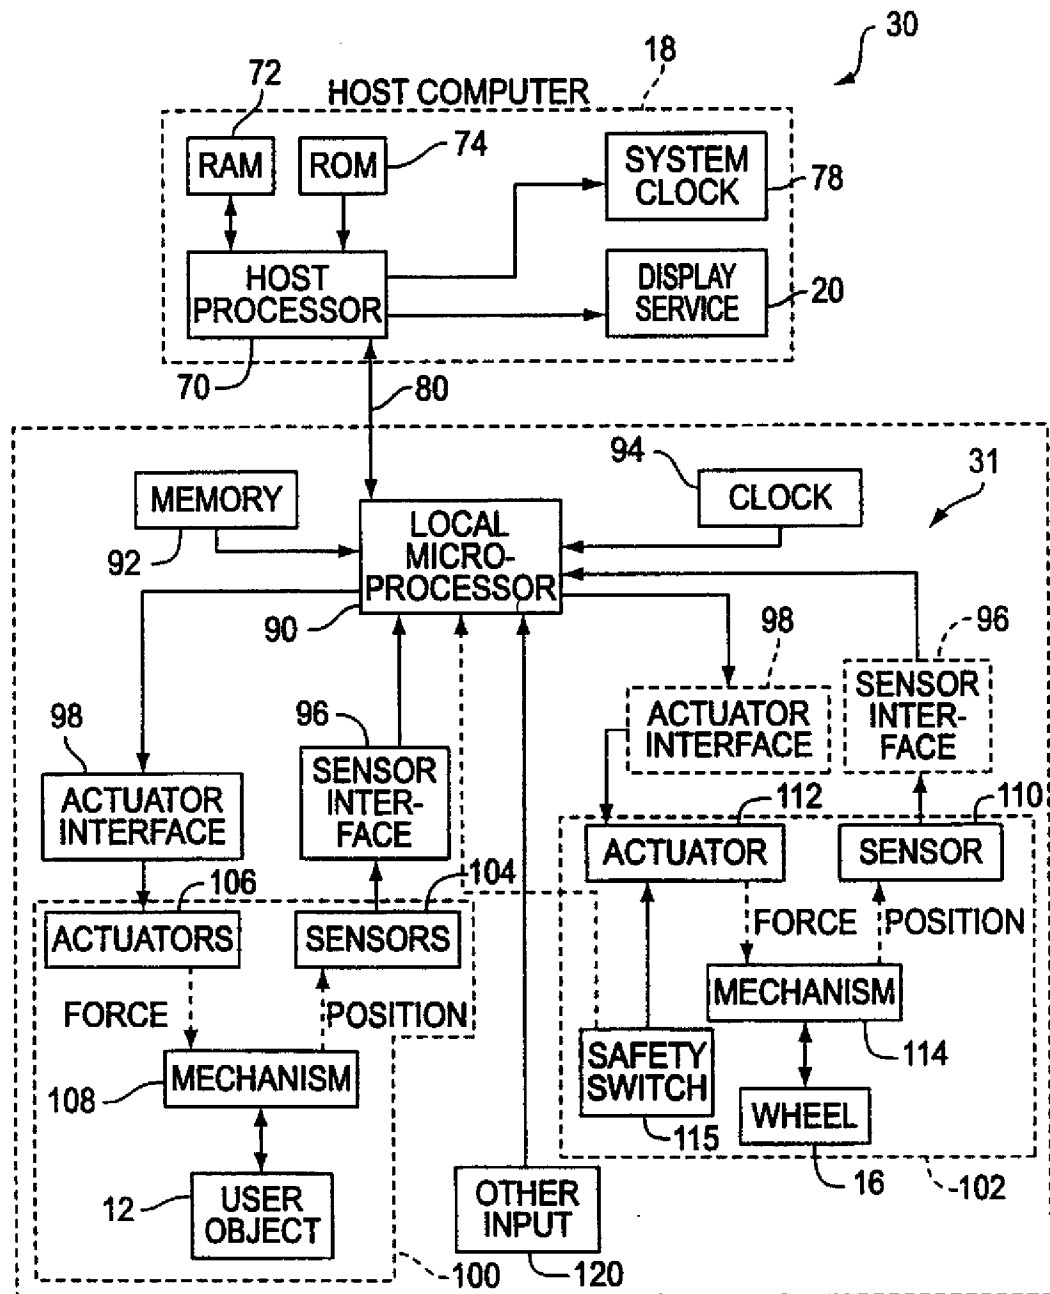 30
18
72
HOST COMPUTER
RAM
ROM
74
SYSTEM
CLOCK
78
HOST
PROCESSOR
DISPLAY
SERVICE
20
70
80
94
31
MEMORY
CLOCK
92
LOCAL
MICRO-
PROCESSOR
90
98
96
98
96
ACTUATOR
INTERFACE
SENSOR
INTER-
FACE
SENSOR
INTER-
FACE
ACTUATOR
INTERFACE
112
110
ACTUATOR
SENSOR
106
104
ACTUATORS
SENSORS
FORCE
POSITION
FORCE
POSITION
MECHANISM
114
MECHANISM
108
SAFETY
SWITCH
115
WHEEL
16
102
12
USER
OBJECT
OTHER
INPUT
100
120